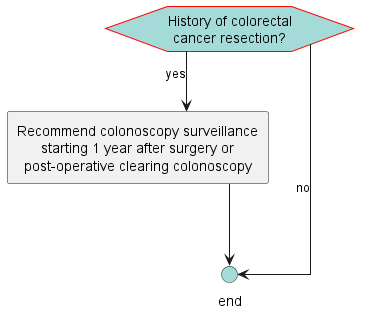 History of colorectal
cancer resection?
yes
Recommend colonoscopy surveillance
starting 1 year after surgery or
post-operative clearing colonoscopy
no
end